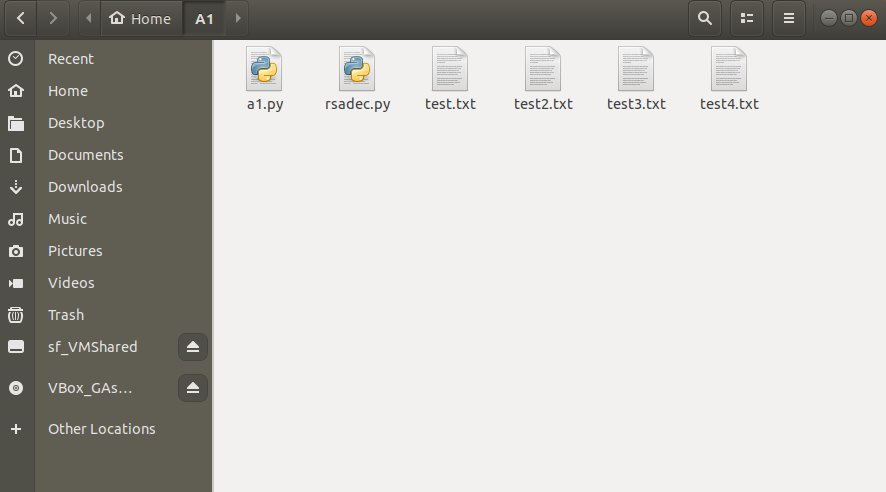 Home A1
a1.py rsadec.py test.txt test2.txt test3.txt test4.txt
Recent
Home
Desktop
Documents
Downloads
Music
Pictures
Videos
Trash
sf_VMShared
VBox_GAs...
Other Locations